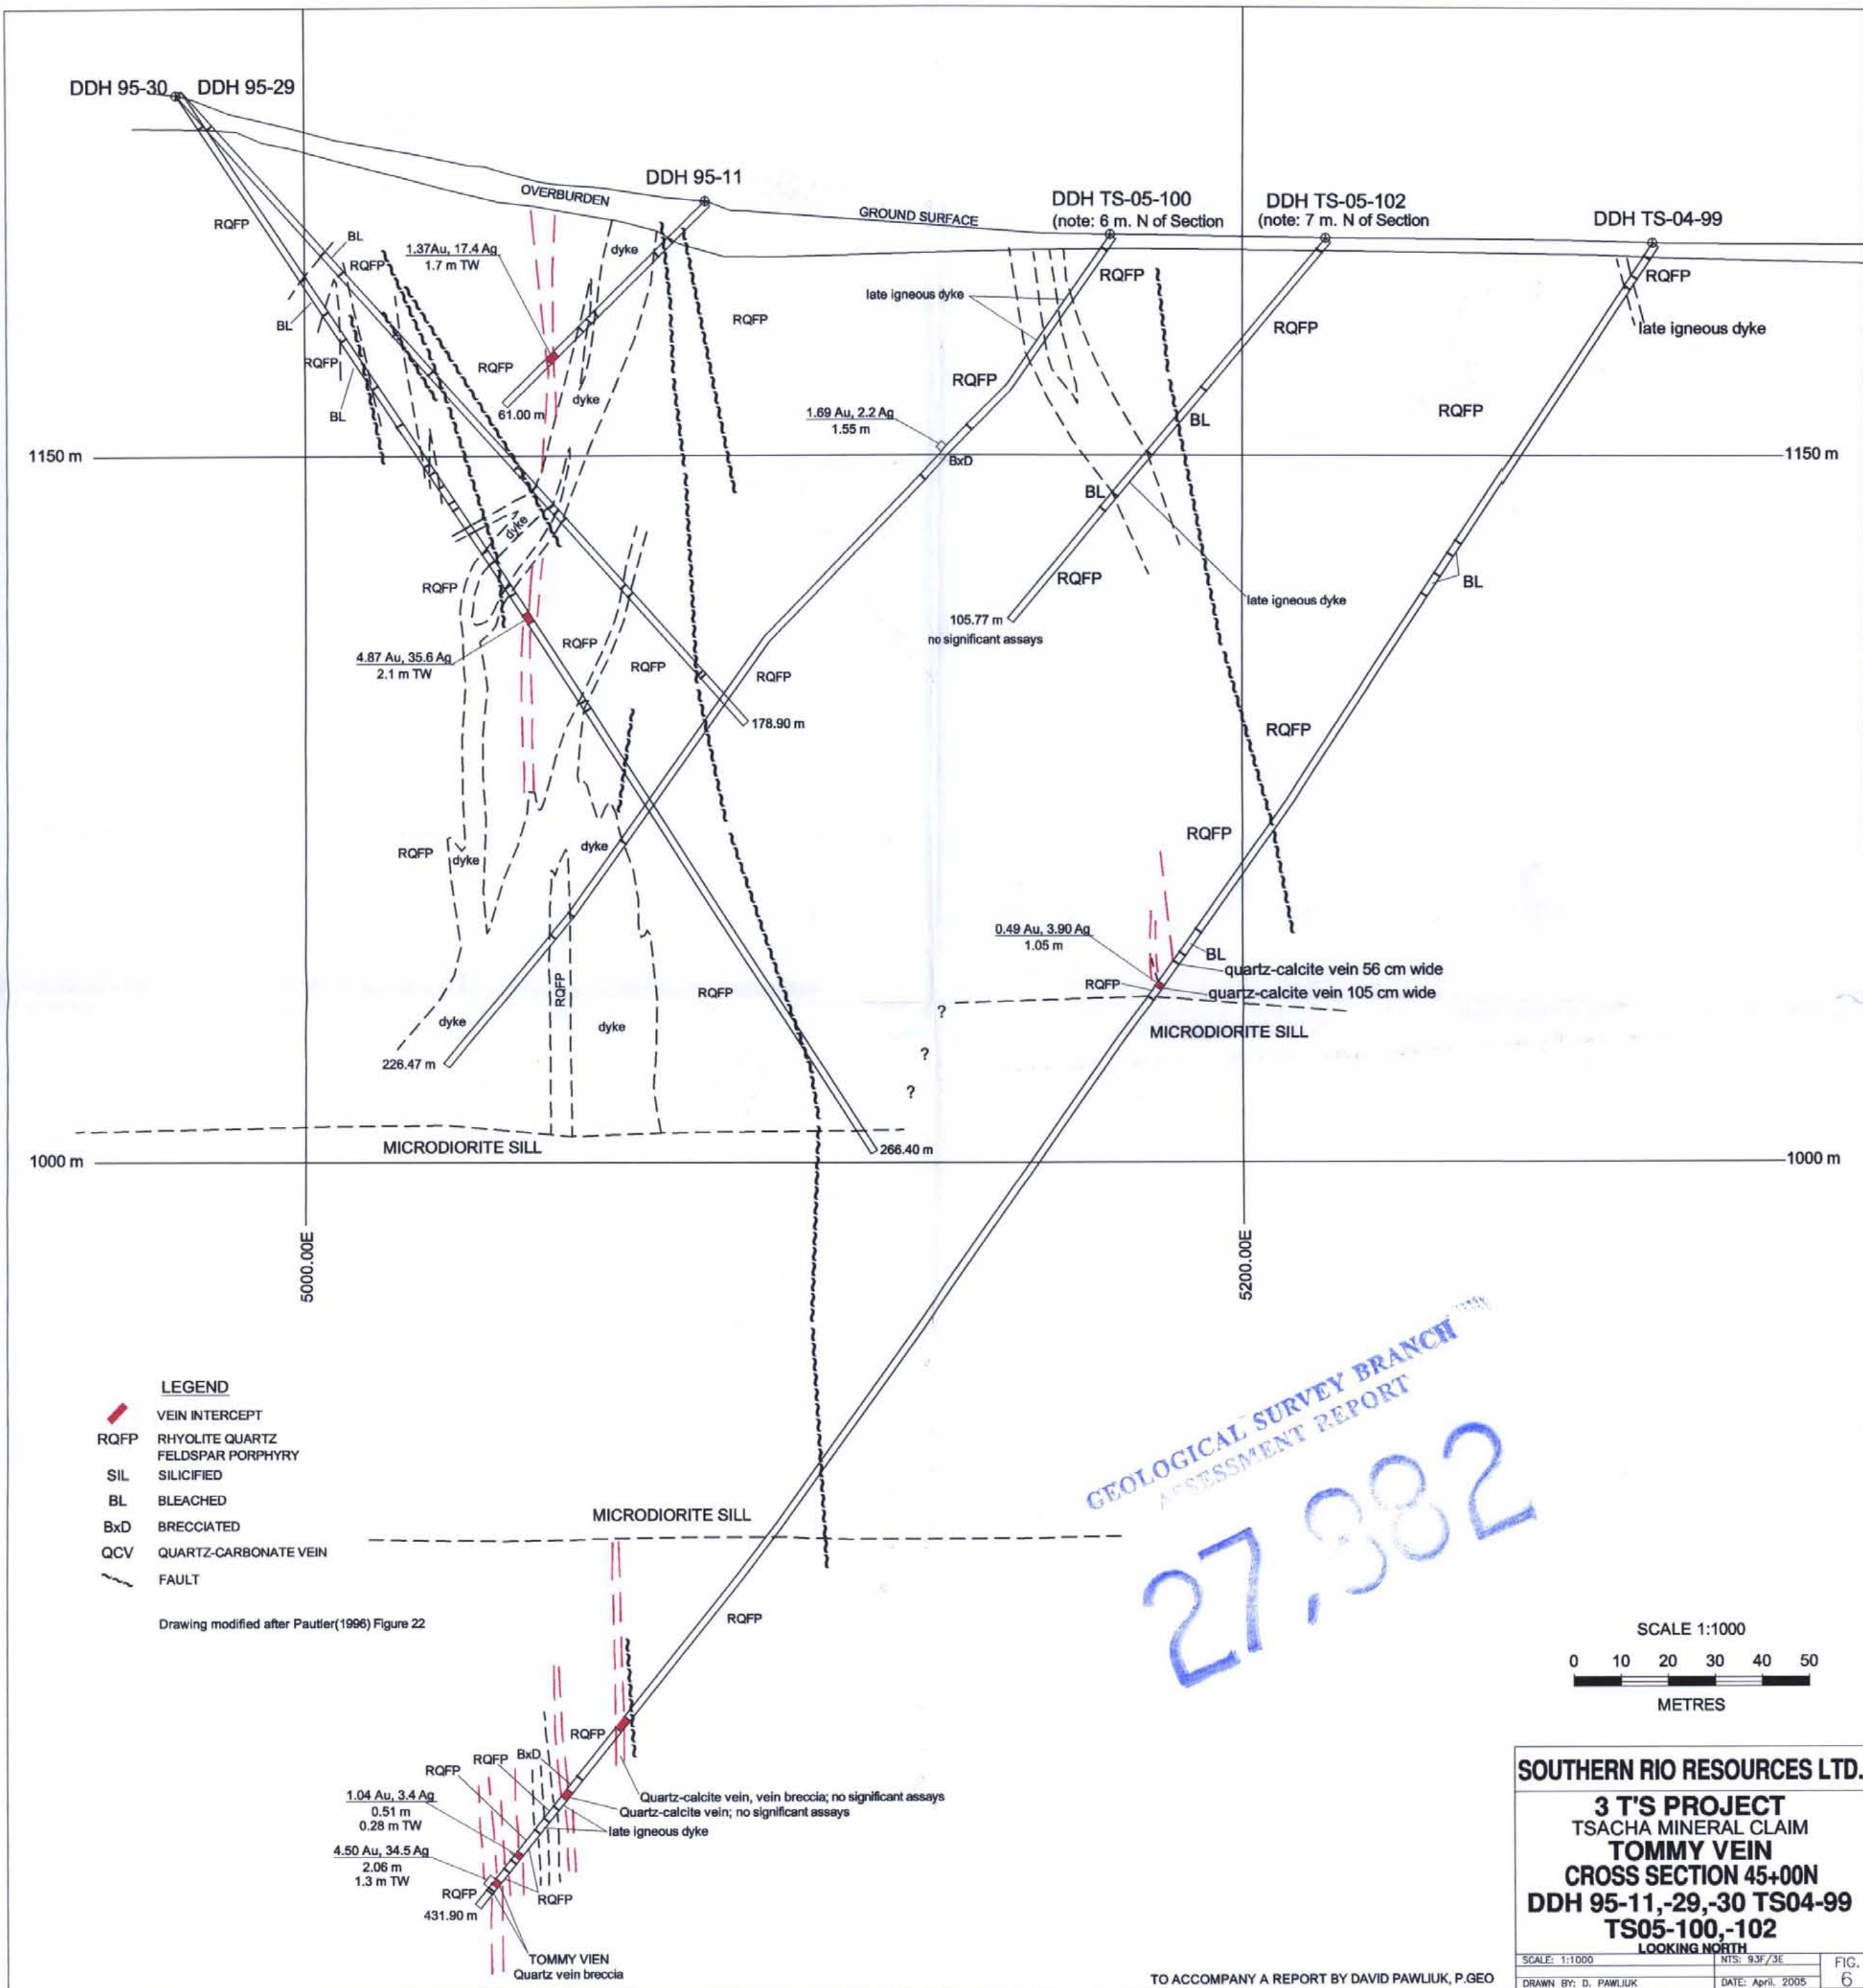 DDH 95-30
DDH 95-29
DDH 95-11
DDH TS-05-100
(note: 6 m. N of Section
DDH TS-05-102
(note: 7 m. N of Section
DDH TS-04-99
OVERBURDEN
GROUND SURFACE
RQFP
BL
RQFP
1.37Au, 17.4 Ag
1.7 m TW
dyke
RQFP
late igneous dyke
RQFP
RQFP
RQFP
late igneous dyke
BL
RQFP
BL
RQFP
61.00 m
dyke
RQFP
1.69 Au, 2.2 Ag
1.55 m
BxD
BL
RQFP
1150 m
1150 m
BL
dyke
RQFP
RQFP
BL
late igneous dyke
105.77 m
no significant assays
4.87 Au, 35.6 Ag
2.1 m TW
RQFP
RQFP
RQFP
178.90 m
RQFP
RQFP
RQFP
dyke
dyke
0.49 Au, 3.90 Ag
1.05 m
BL
quartz-calcite vein 56 cm wide
RQFP
quartz-calcite vein 105 cm wide
MICRODIORITE SILL
RQFP
RQFP
dyke
dyke
?
?
?
226.47 m
MICRODIORITE SILL
266.40 m
1000 m
1000 m
5000.00E
5200.00E
LEGEND
VEIN INTERCEPT
RQFP RHYOLITE QUARTZ
FELDSPAR PORPHYRY
SIL SILICIFIED
BL BLEACHED
BxD BRECCIATED
QCV QUARTZ-CARBONATE VEIN
FAULT
Drawing modified after Pautler(1996) Figure 22
GEOLOGICAL SURVEY BRANCH
ASSESSMENT REPORT
27,382
MICRODIORITE SILL
RQFP
SCALE 1:1000
0 10 20 30 40 50
METRES
RQFP
BxD
RQFP
RQFP
Quartz-calcite vein, vein breccia; no significant assays
Quartz-calcite vein; no significant assays
late igneous dyke
1.04 Au, 3.4 Ag
0.51 m
0.28 m TW
4.50 Au, 34.5 Ag
2.06 m
1.3 m TW
RQFP
RQFP
431.90 m
TOMMY VIEN
Quartz vein breccia
SOUTHERN RIO RESOURCES LTD.
3 T'S PROJECT
TSACHA MINERAL CLAIM
TOMMY VEIN
CROSS SECTION 45+00N
DDH 95-11,-29,-30 TS04-99
TS05-100,-102
LOOKING NORTH
SCALE: 1:1000
NTS: 93F/3E
FIG.
6
DRAWN BY: D. PAWLIUK
DATE: April, 2005
TO ACCOMPANY A REPORT BY DAVID PAWLIUK, P.GEO